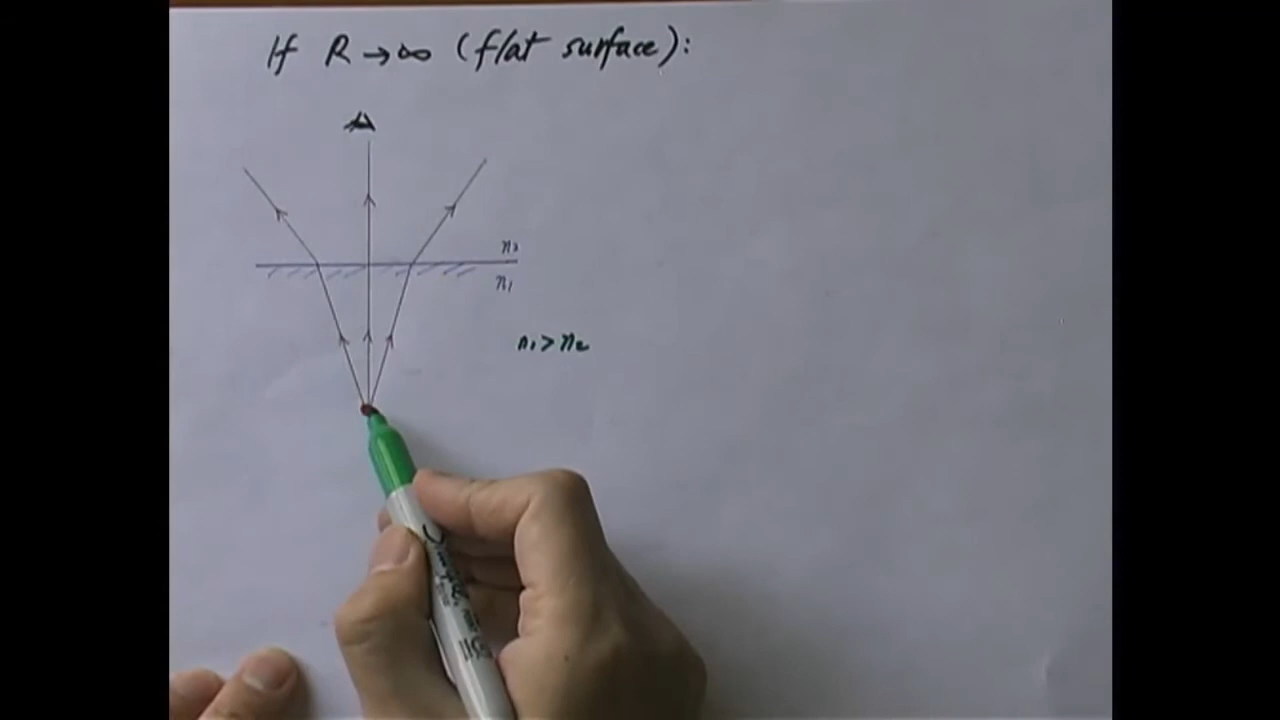 If R→∞ (flat surface):
n₂
n₁
n₁>n₂